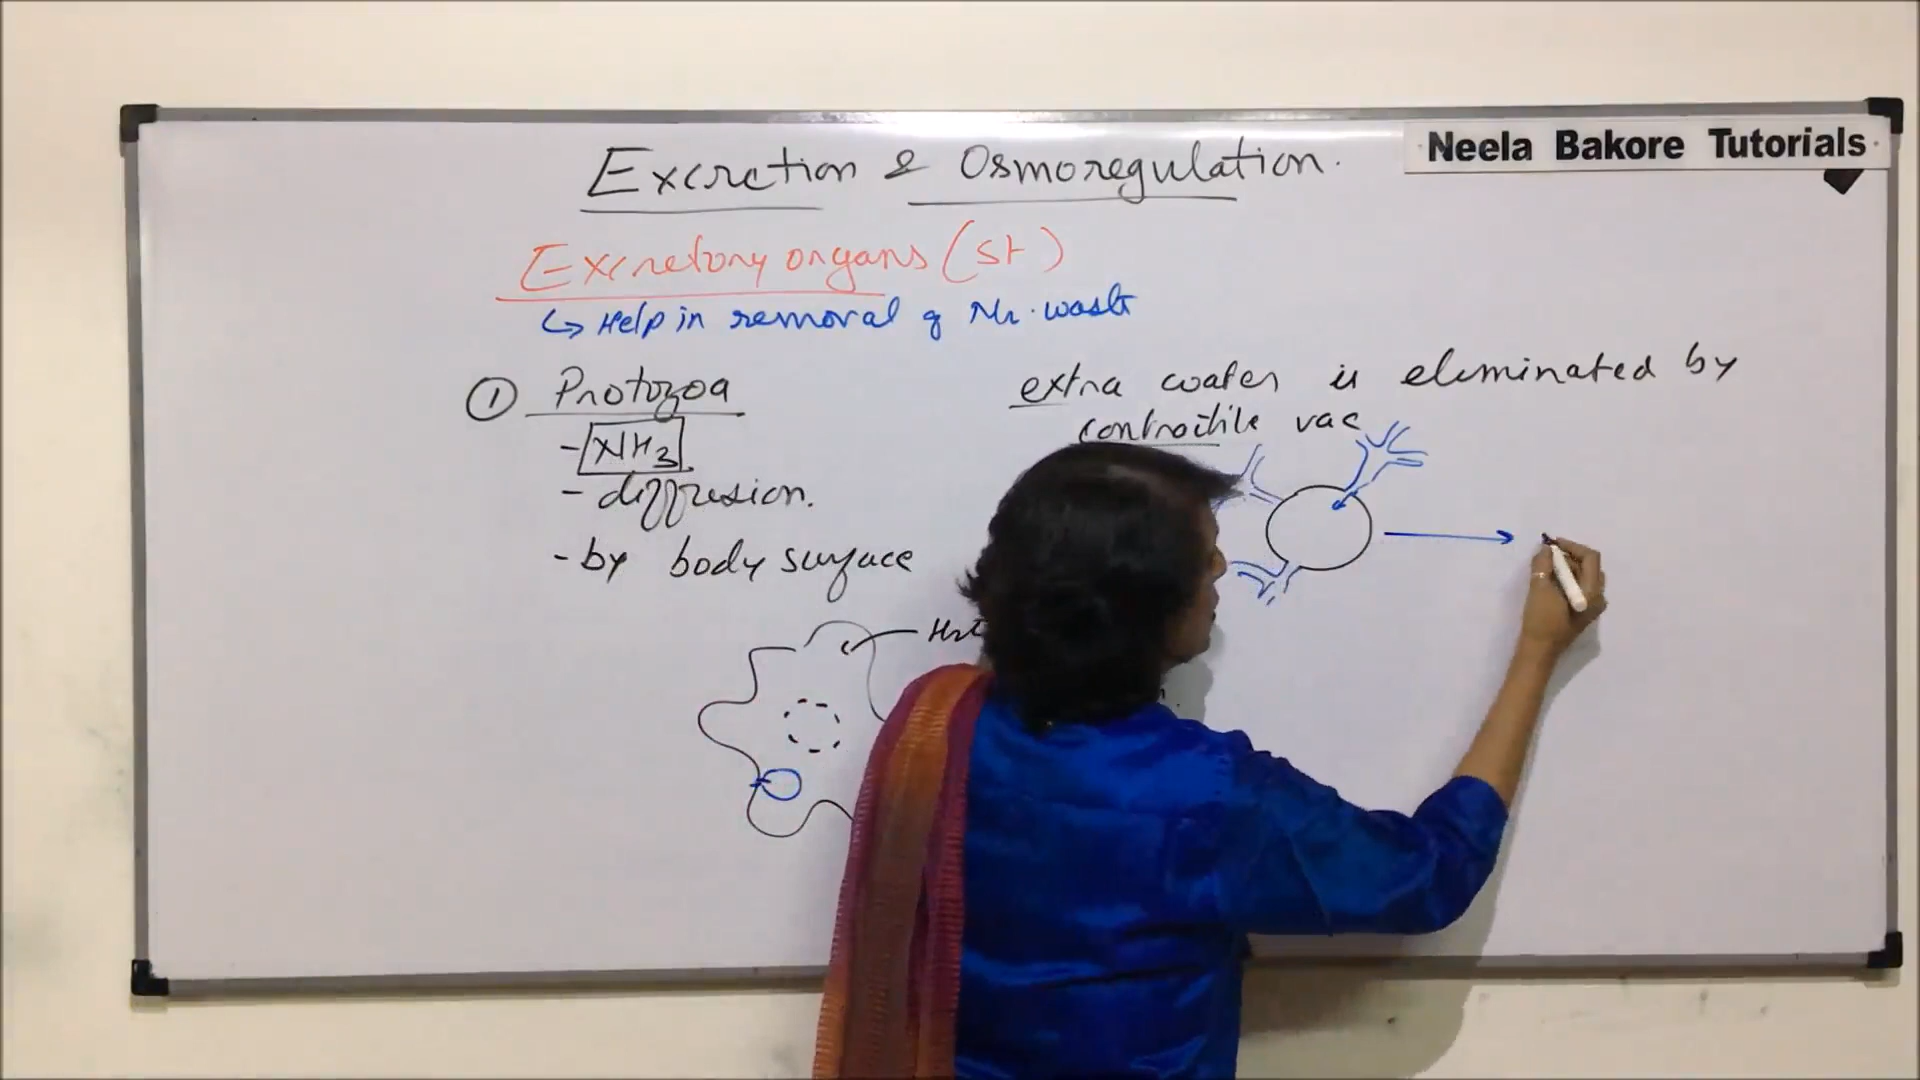 Neela Bakore Tutorials
Excretion & Osmoregulation.
Excretory organs (st)
↳ Help in removal of Nr. waste
① Protozoa
- NH3.
- diffusion.
- by body surface
extra water is eliminated by
contractile vac